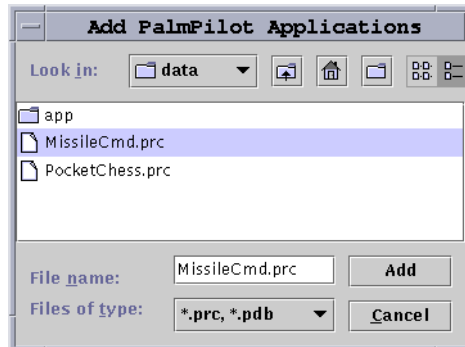 Add PalmPilot Applications
Look in: data
app
MissileCmd.prc
PocketChess.prc
File name: MissileCmd.prc Add
Files of type: *.prc, *.pdb Cancel